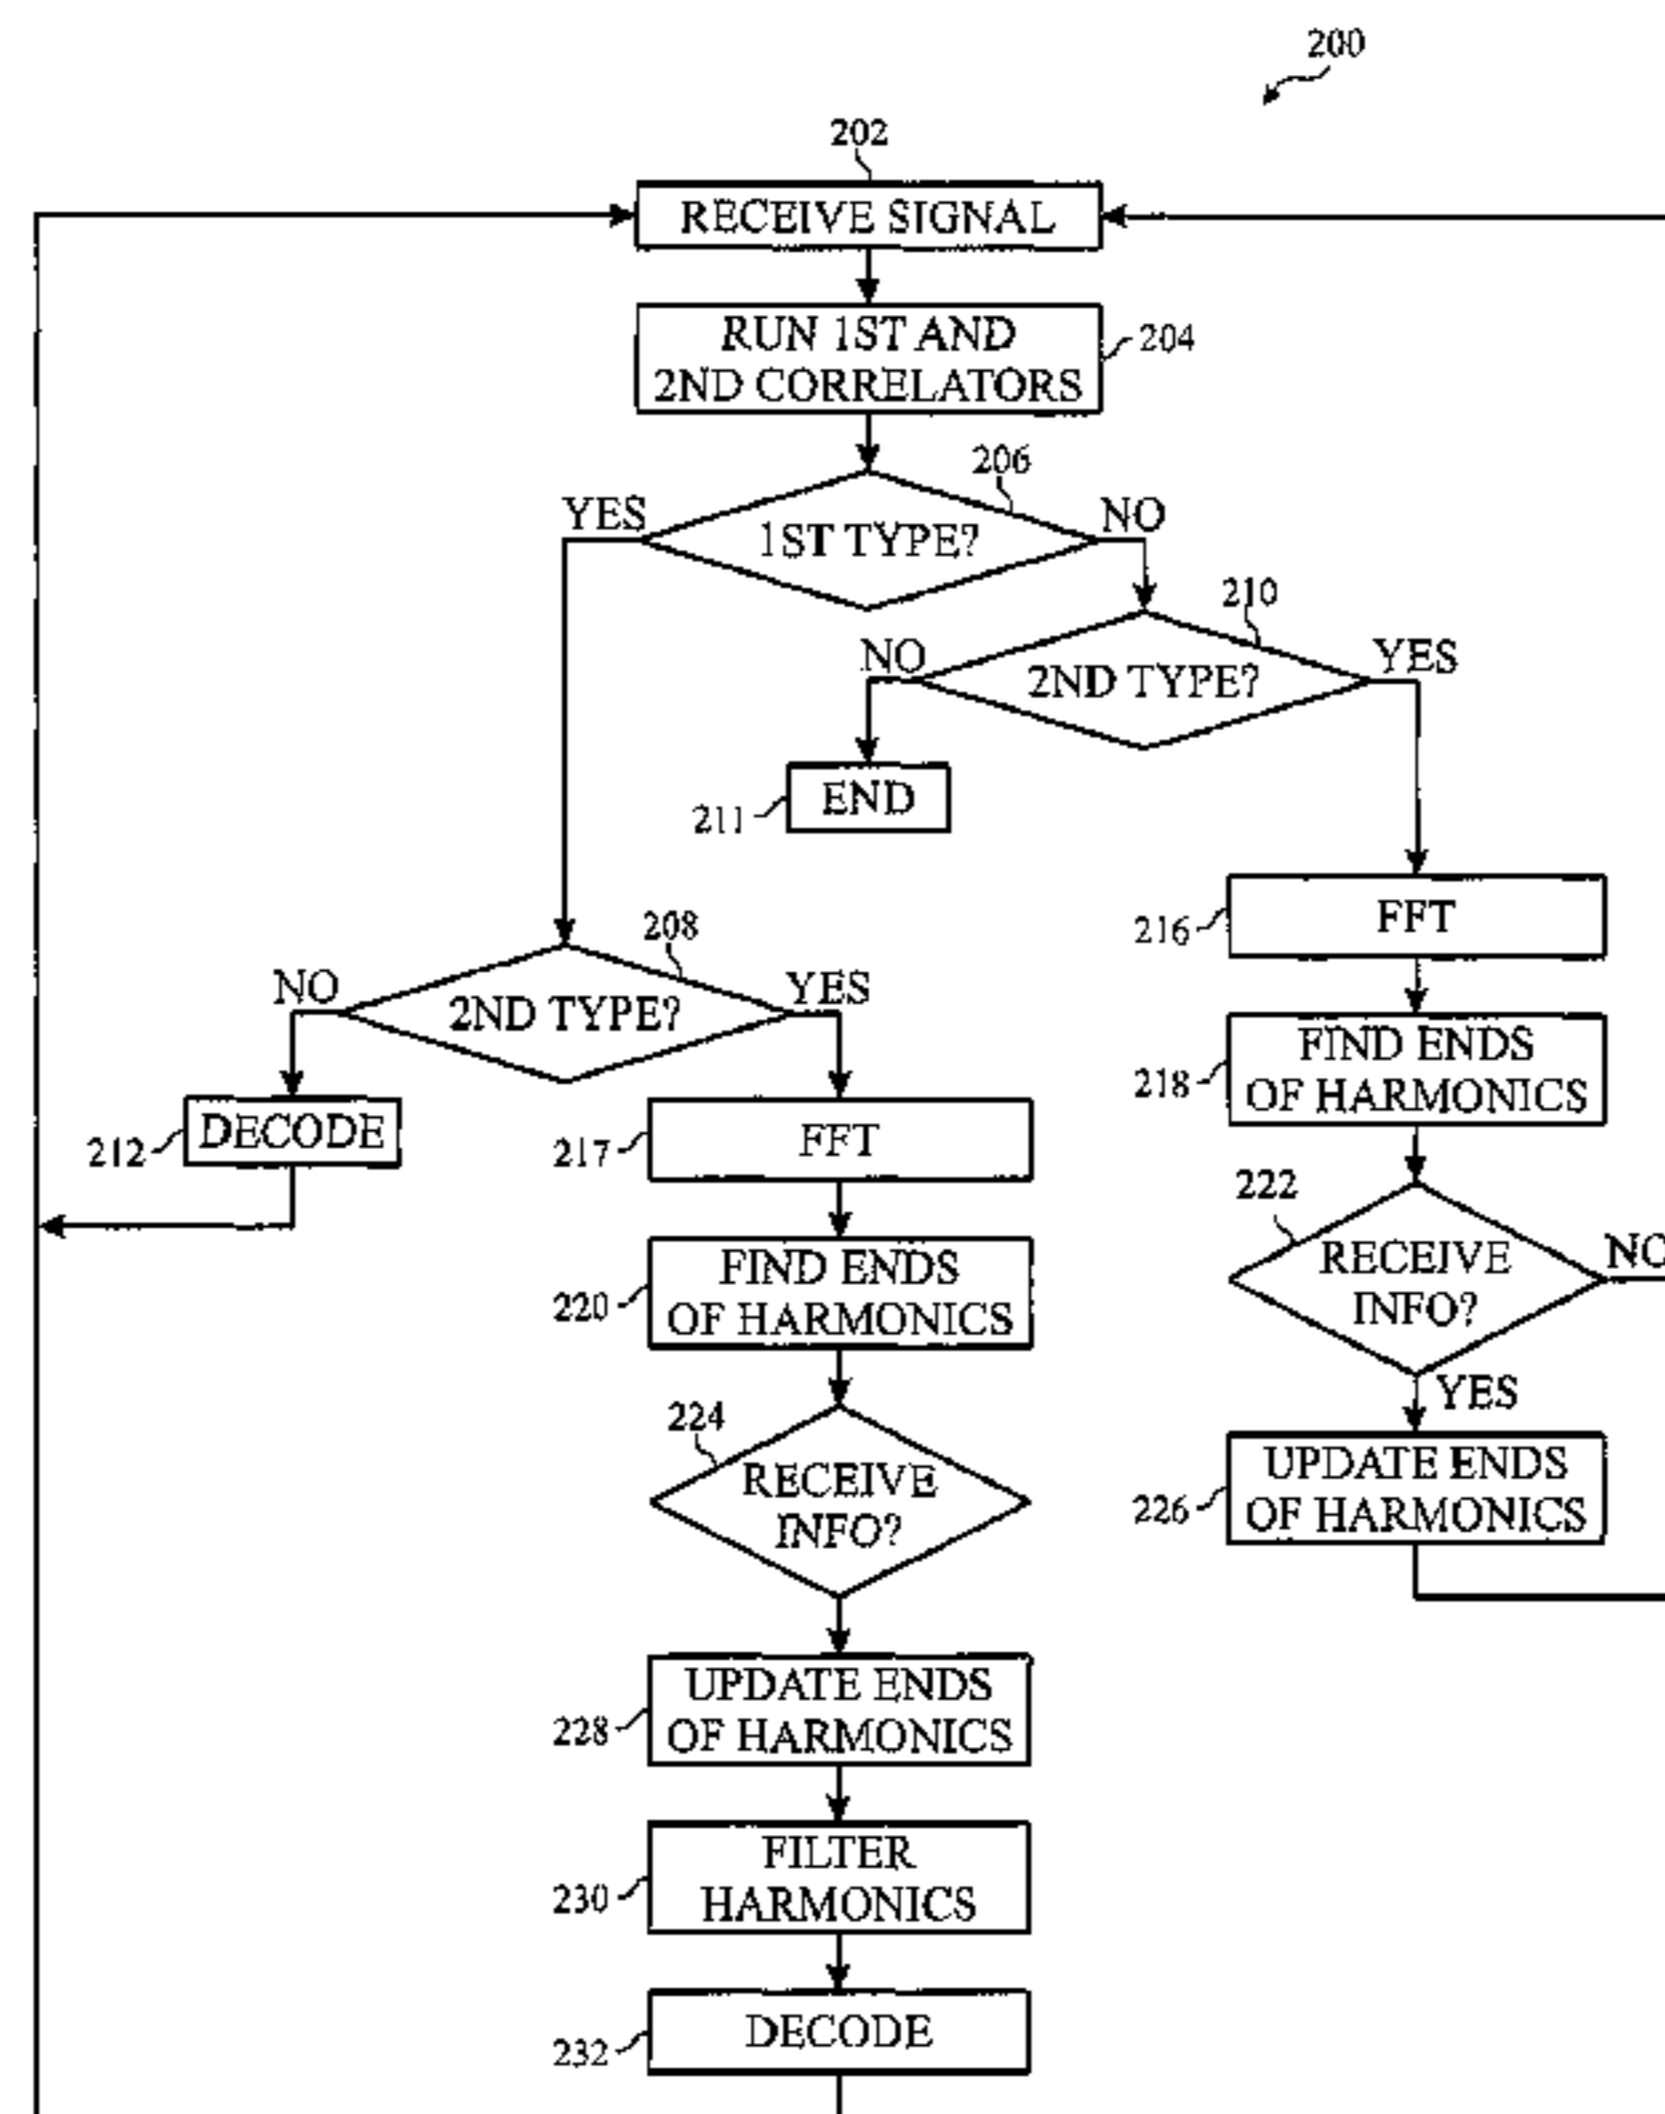 200
202
RECEIVE SIGNAL
RUN 1ST AND
2ND CORRELATORS
204
206
YES
1ST TYPE?
NO
210
NO
2ND TYPE?
YES
END
211
FFT
216
208
NO
2ND TYPE?
YES
FIND ENDS
OF HARMONICS
218
DECODE
212
FFT
217
222
RECEIVE
INFO?
NO
YES
FIND ENDS
OF HARMONICS
220
224
RECEIVE
INFO?
UPDATE ENDS
OF HARMONICS
226
UPDATE ENDS
OF HARMONICS
228
FILTER
HARMONICS
230
DECODE
232